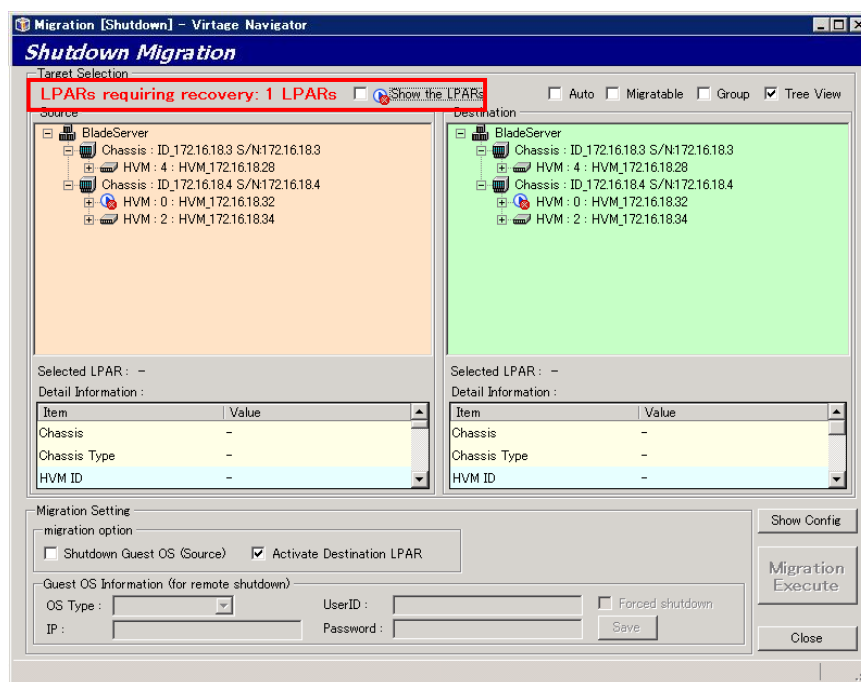 Migration [Shutdown] - Virtage Navigator
Shutdown Migration
Target Selection
LPARs requiring recovery: 1 LPARs Show the LPARs Auto Migratable Group Tree View
Source Destination
BladeServer BladeServer
Chassis : ID_172.16.18.3 S/N:172.16.18.3 Chassis : ID_172.16.18.3 S/N:172.16.18.3
HVM : 4 : HVM_172.16.18.28 HVM : 4 : HVM_172.16.18.28
Chassis : ID_172.16.18.4 S/N:172.16.18.4 Chassis : ID_172.16.18.4 S/N:172.16.18.4
HVM : 0 : HVM_172.16.18.32 HVM : 0 : HVM_172.16.18.32
HVM : 2 : HVM_172.16.18.34 HVM : 2 : HVM_172.16.18.34
Selected LPAR : - Selected LPAR : -
Detail Information : Detail Information :
Item Value Item Value
Chassis - Chassis -
Chassis Type - Chassis Type -
HVM ID - HVM ID -
Migration Setting
Show Config
migration option
Shutdown Guest OS (Source) Activate Destination LPAR
Migration Execute
Guest OS Information (for remote shutdown)
OS Type : UserID : Forced shutdown
IP : Password : Save
Close